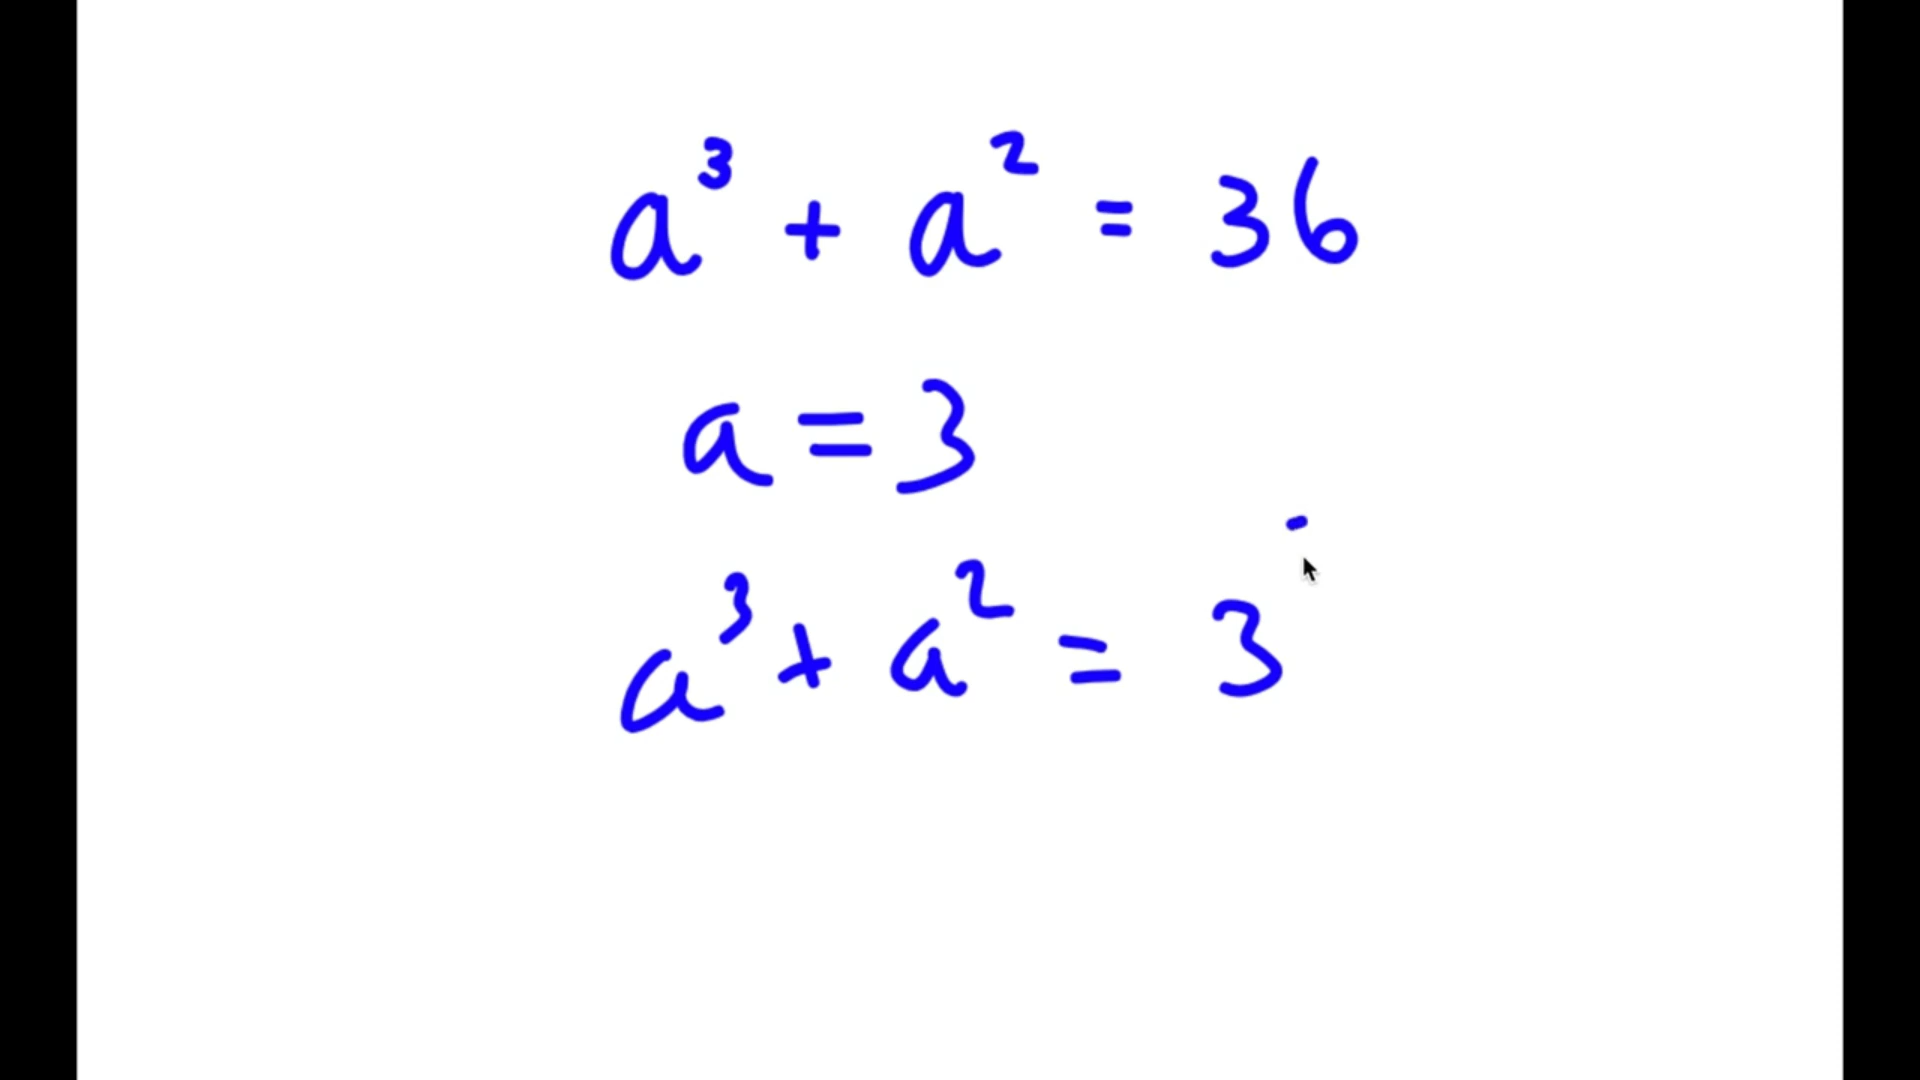 a³ + a² = 36
a = 3
a³ + a² = 3